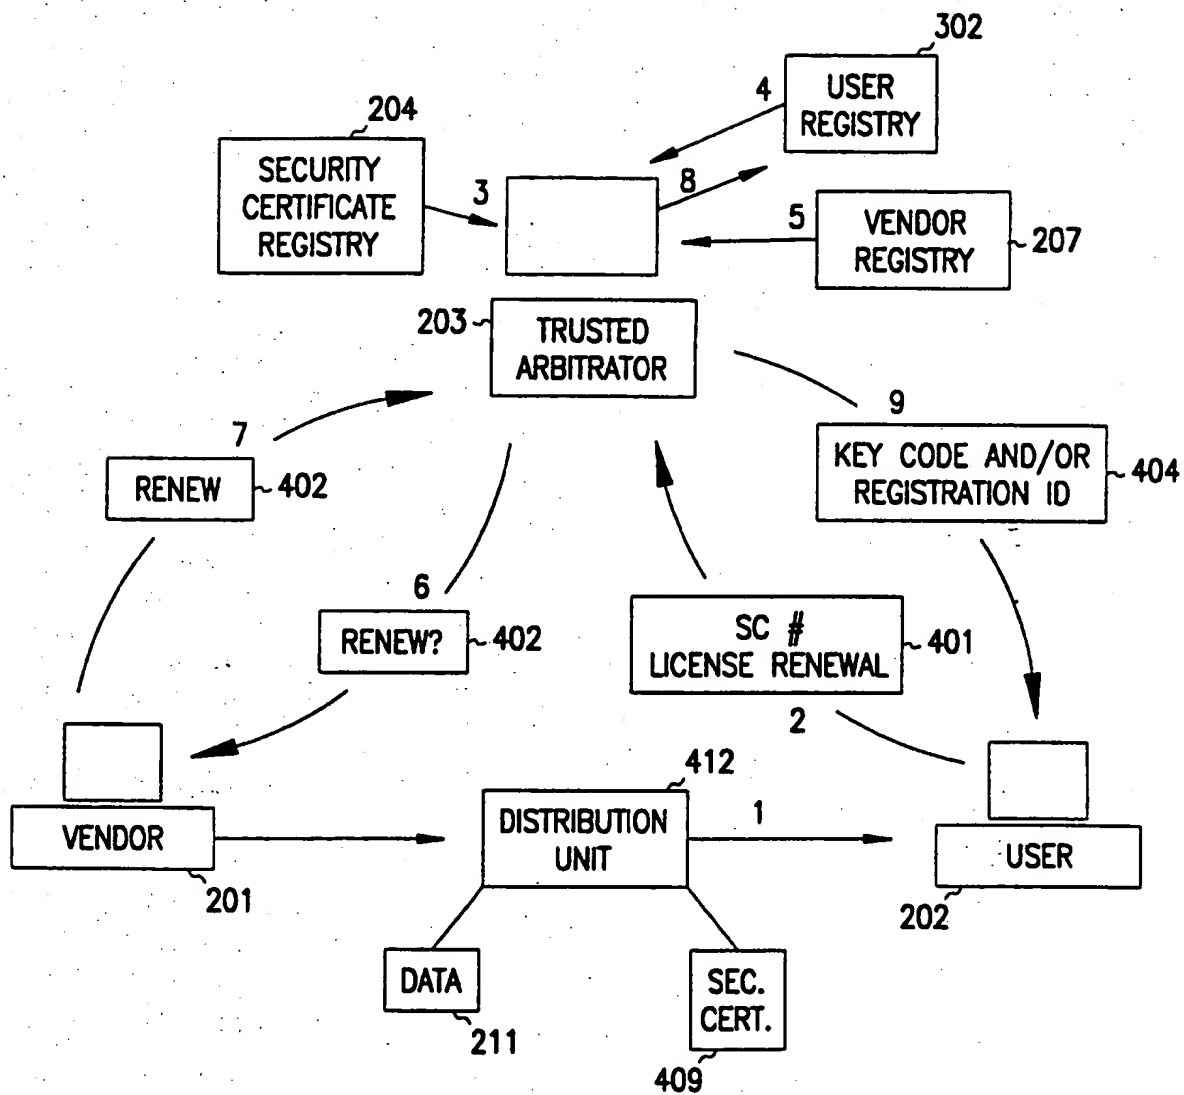 302
4
USER
REGISTRY
204
SECURITY
CERTIFICATE
REGISTRY
3
8
5
VENDOR
REGISTRY
207
203
TRUSTED
ARBITRATOR
7
RENEW
402
9
KEY CODE AND/OR
REGISTRATION ID
404
6
RENEW?
402
SC #
LICENSE RENEWAL
401
2
VENDOR
201
412
DISTRIBUTION
UNIT
1
USER
202
DATA
211
SEC.
CERT.
409